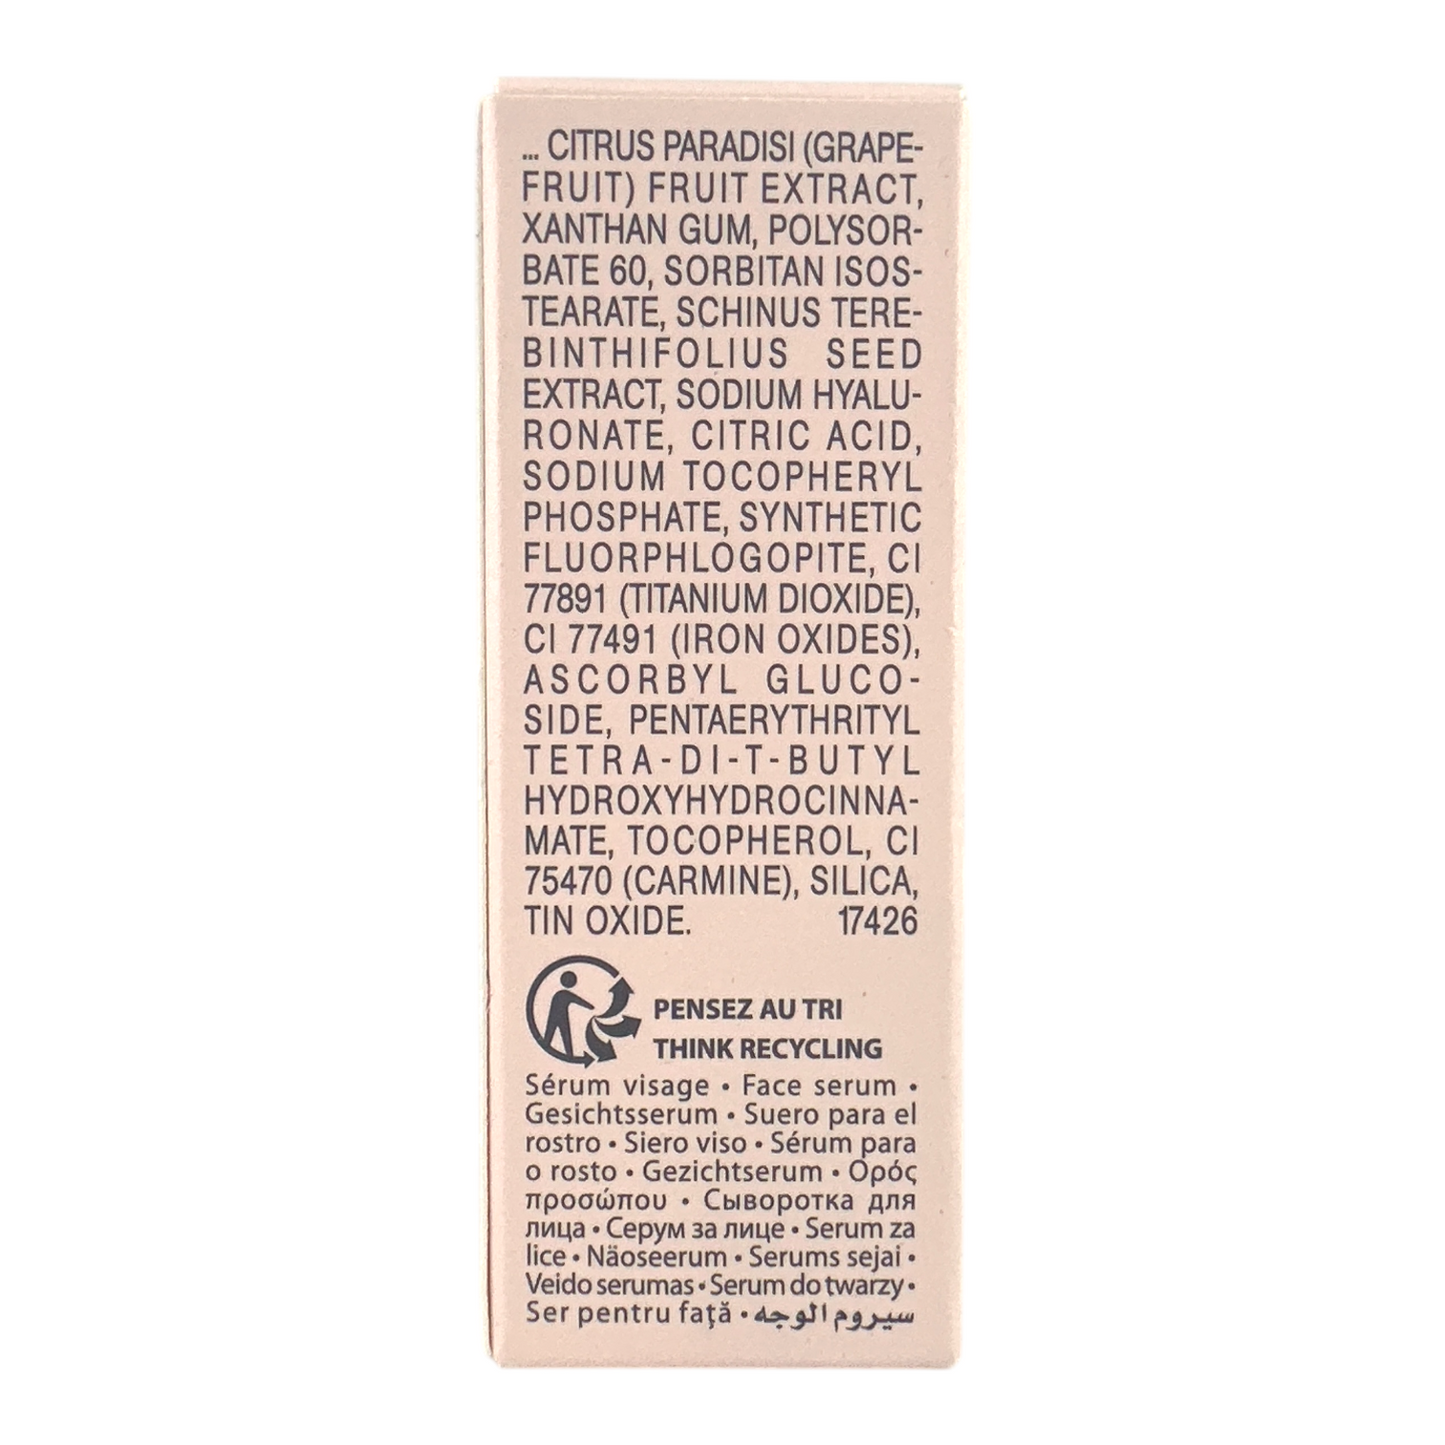 ... CITRUS PARADISI (GRAPE-
FRUIT) FRUIT EXTRACT,
XANTHAN GUM, POLYSOR-
BATE 60, SORBITAN ISOS-
TEARATE, SCHINUS TERE-
BINTHIFOLIUS SEED
EXTRACT, SODIUM HYALU-
RONATE, CITRIC ACID,
SODIUM TOCOPHERYL
PHOSPHATE, SYNTHETIC
FLUORPHLOGOPITE, CI
77891 (TITANIUM DIOXIDE),
CI 77491 (IRON OXIDES),
ASCORBYL GLUCO-
SIDE, PENTAERYTHRITYL
TETRA-DI-T-BUTYL
HYDROXYHYDROCINNA-
MATE, TOCOPHEROL, CI
75470 (CARMINE), SILICA,
TIN OXIDE. 17426
PENSEZ AU TRI
THINK RECYCLING
Sérum visage • Face serum •
Gesichtsserum • Suero para el
rostro • Siero viso • Sérum para
o rosto • Gezichtserum • Ορός
προσώπου • Сыворотка для
лица • Серум за лице • Serum za
lice • Näoseerum • Serums sejai •
Veido serumas • Serum do twarzy •
Ser pentru faţă • سيروم الوجه